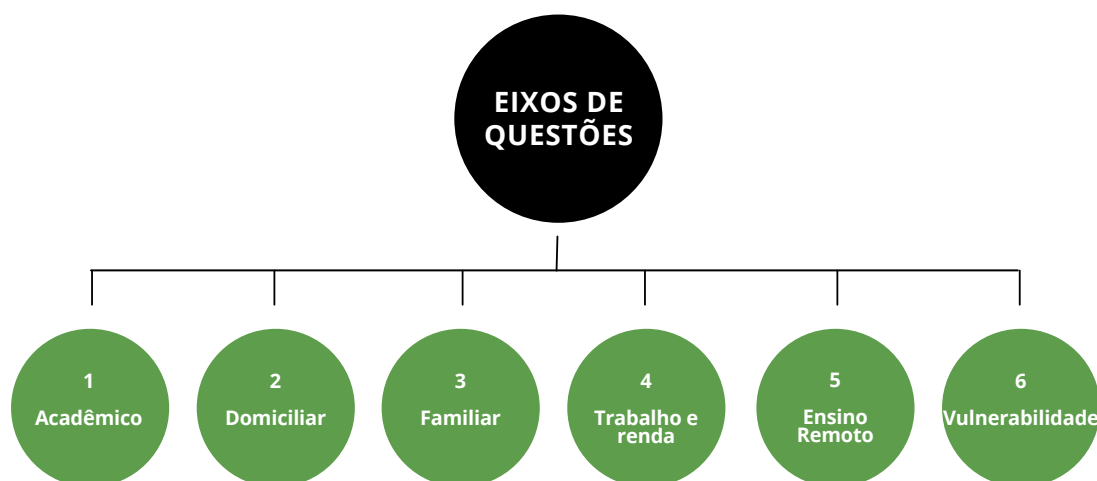 EIXOS DE
QUESTÕES
1
Acadêmico
2
Domiciliar
3
Familiar
4
Trabalho e
renda
5
Ensino
Remoto
6
Vulnerabilidade